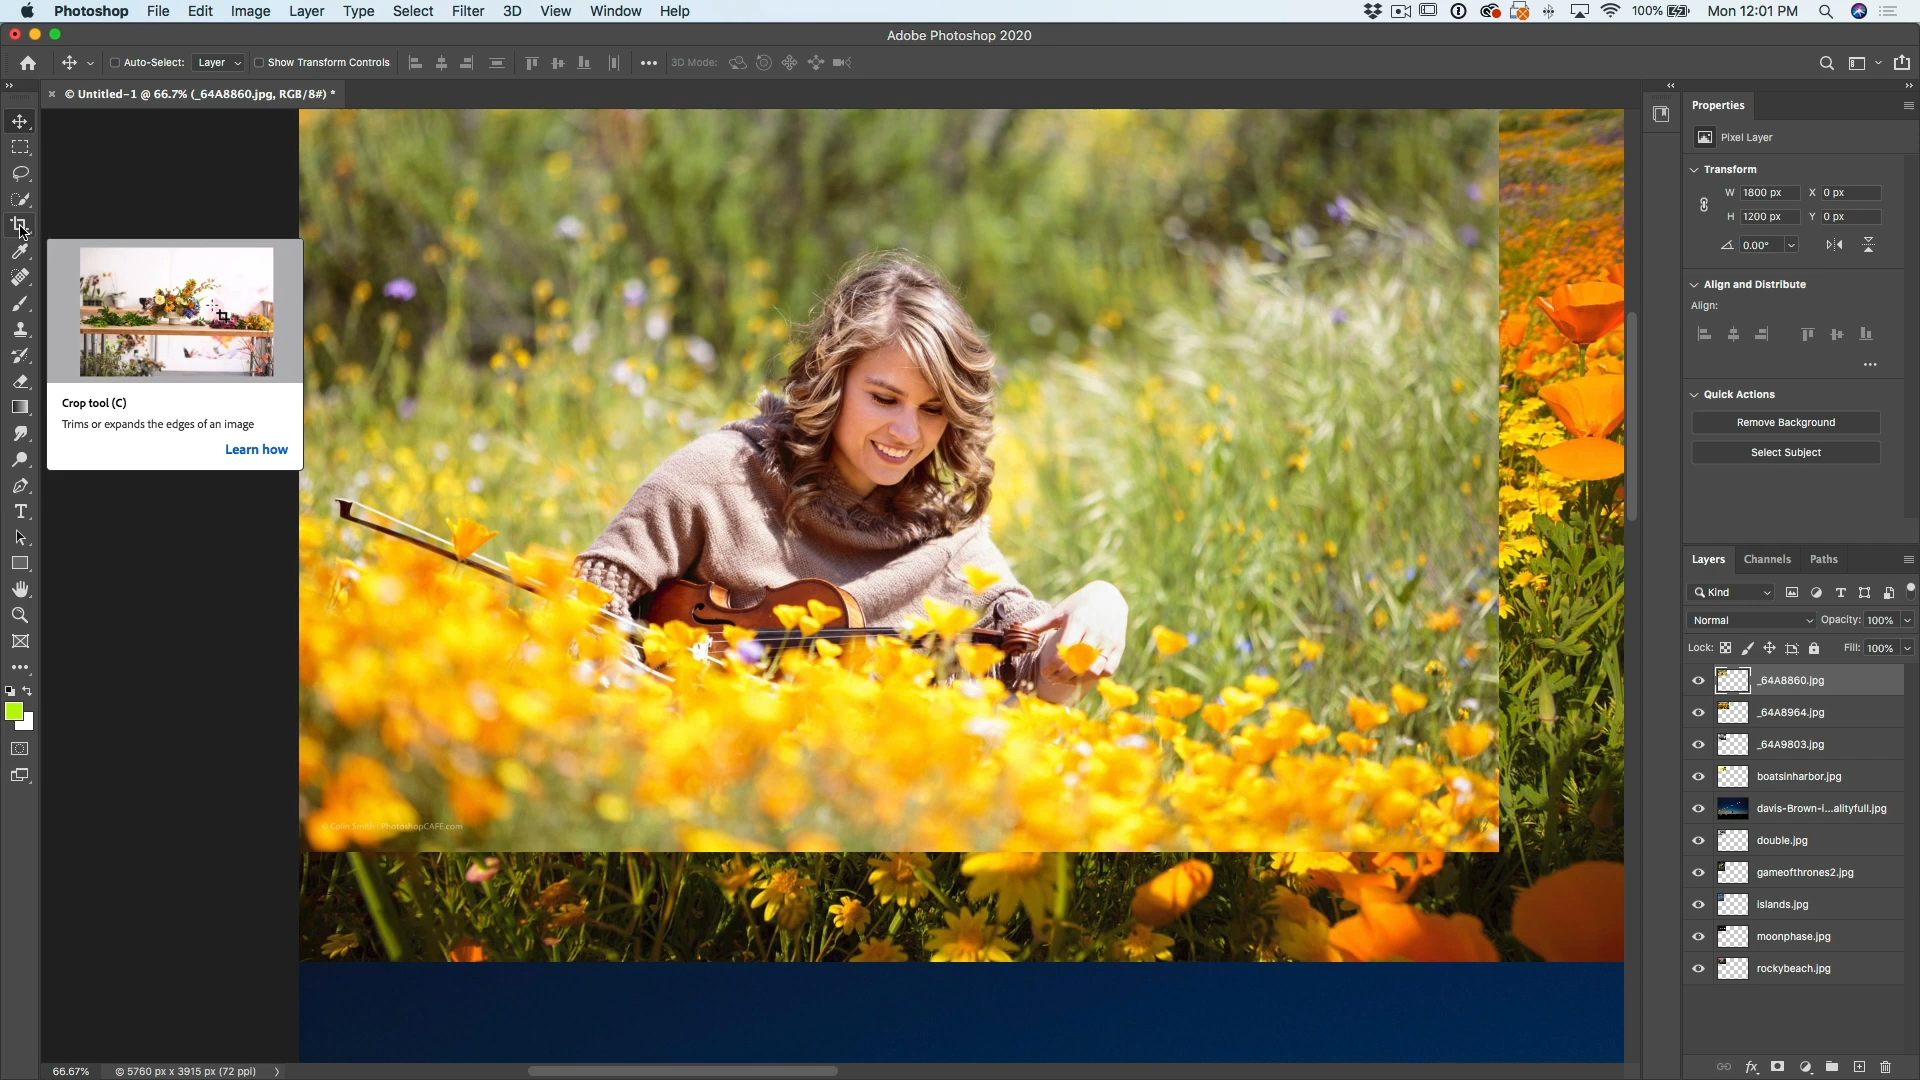 Photoshop File Edit Image Layer Type Select Filter 3D View Window Help 100% Mon 12:01 PM
Adobe Photoshop 2020
Auto-Select: Layer Show Transform Controls 3D Mode:
© Untitled-1 @ 66.7% (_64A8860.jpg, RGB/8#) *
Properties
Pixel Layer
Transform
W 1800 px X 0 px
H 1200 px Y 0 px
0.00°
Align and Distribute
Align:
Quick Actions
Remove Background
Select Subject
Crop tool (C)
Trims or expands the edges of an image
Learn how
© Colin Smith | PhotoshopCAFE.com
Layers Channels Paths
Kind
Normal Opacity: 100%
Lock: Fill: 100%
_64A8860.jpg
_64A8964.jpg
_64A9803.jpg
boatsinharbor.jpg
davis-Brown-i...alityfull.jpg
double.jpg
gameofthrones2.jpg
islands.jpg
moonphase.jpg
rockybeach.jpg
66.67% © 5760 px x 3915 px (72 ppi)